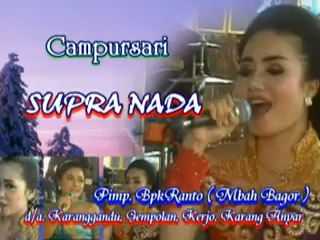 Campursari
SUPRA NADA
Pimp. BpkRanto ( Mbah Bagor )
d/a. Karanggandu, Gempolan, Kerjo, Karang Anyar